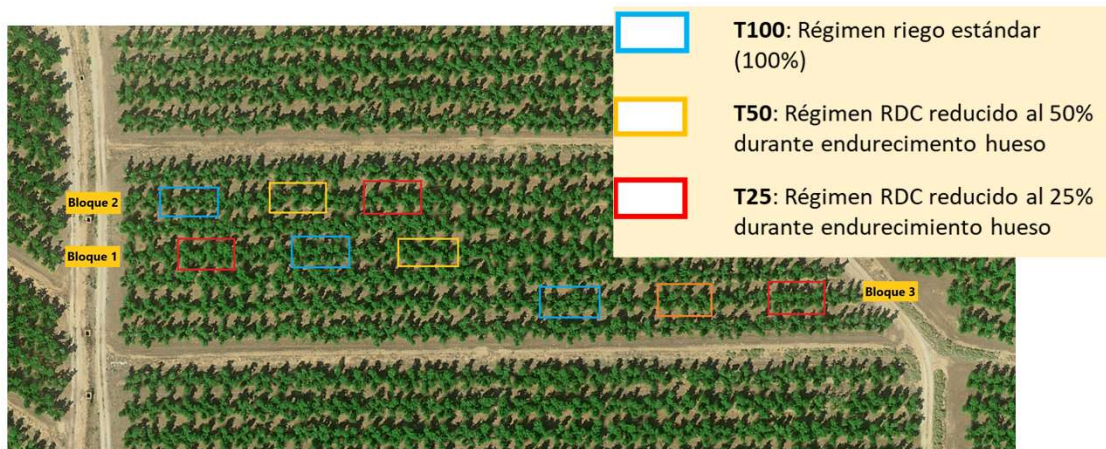 T100: Régimen riego estándar
(100%)
T50: Régimen RDC reducido al 50%
durante endurecimento hueso
T25: Régimen RDC reducido al 25%
durante endurecimiento hueso
Bloque 2
Bloque 1
Bloque 3